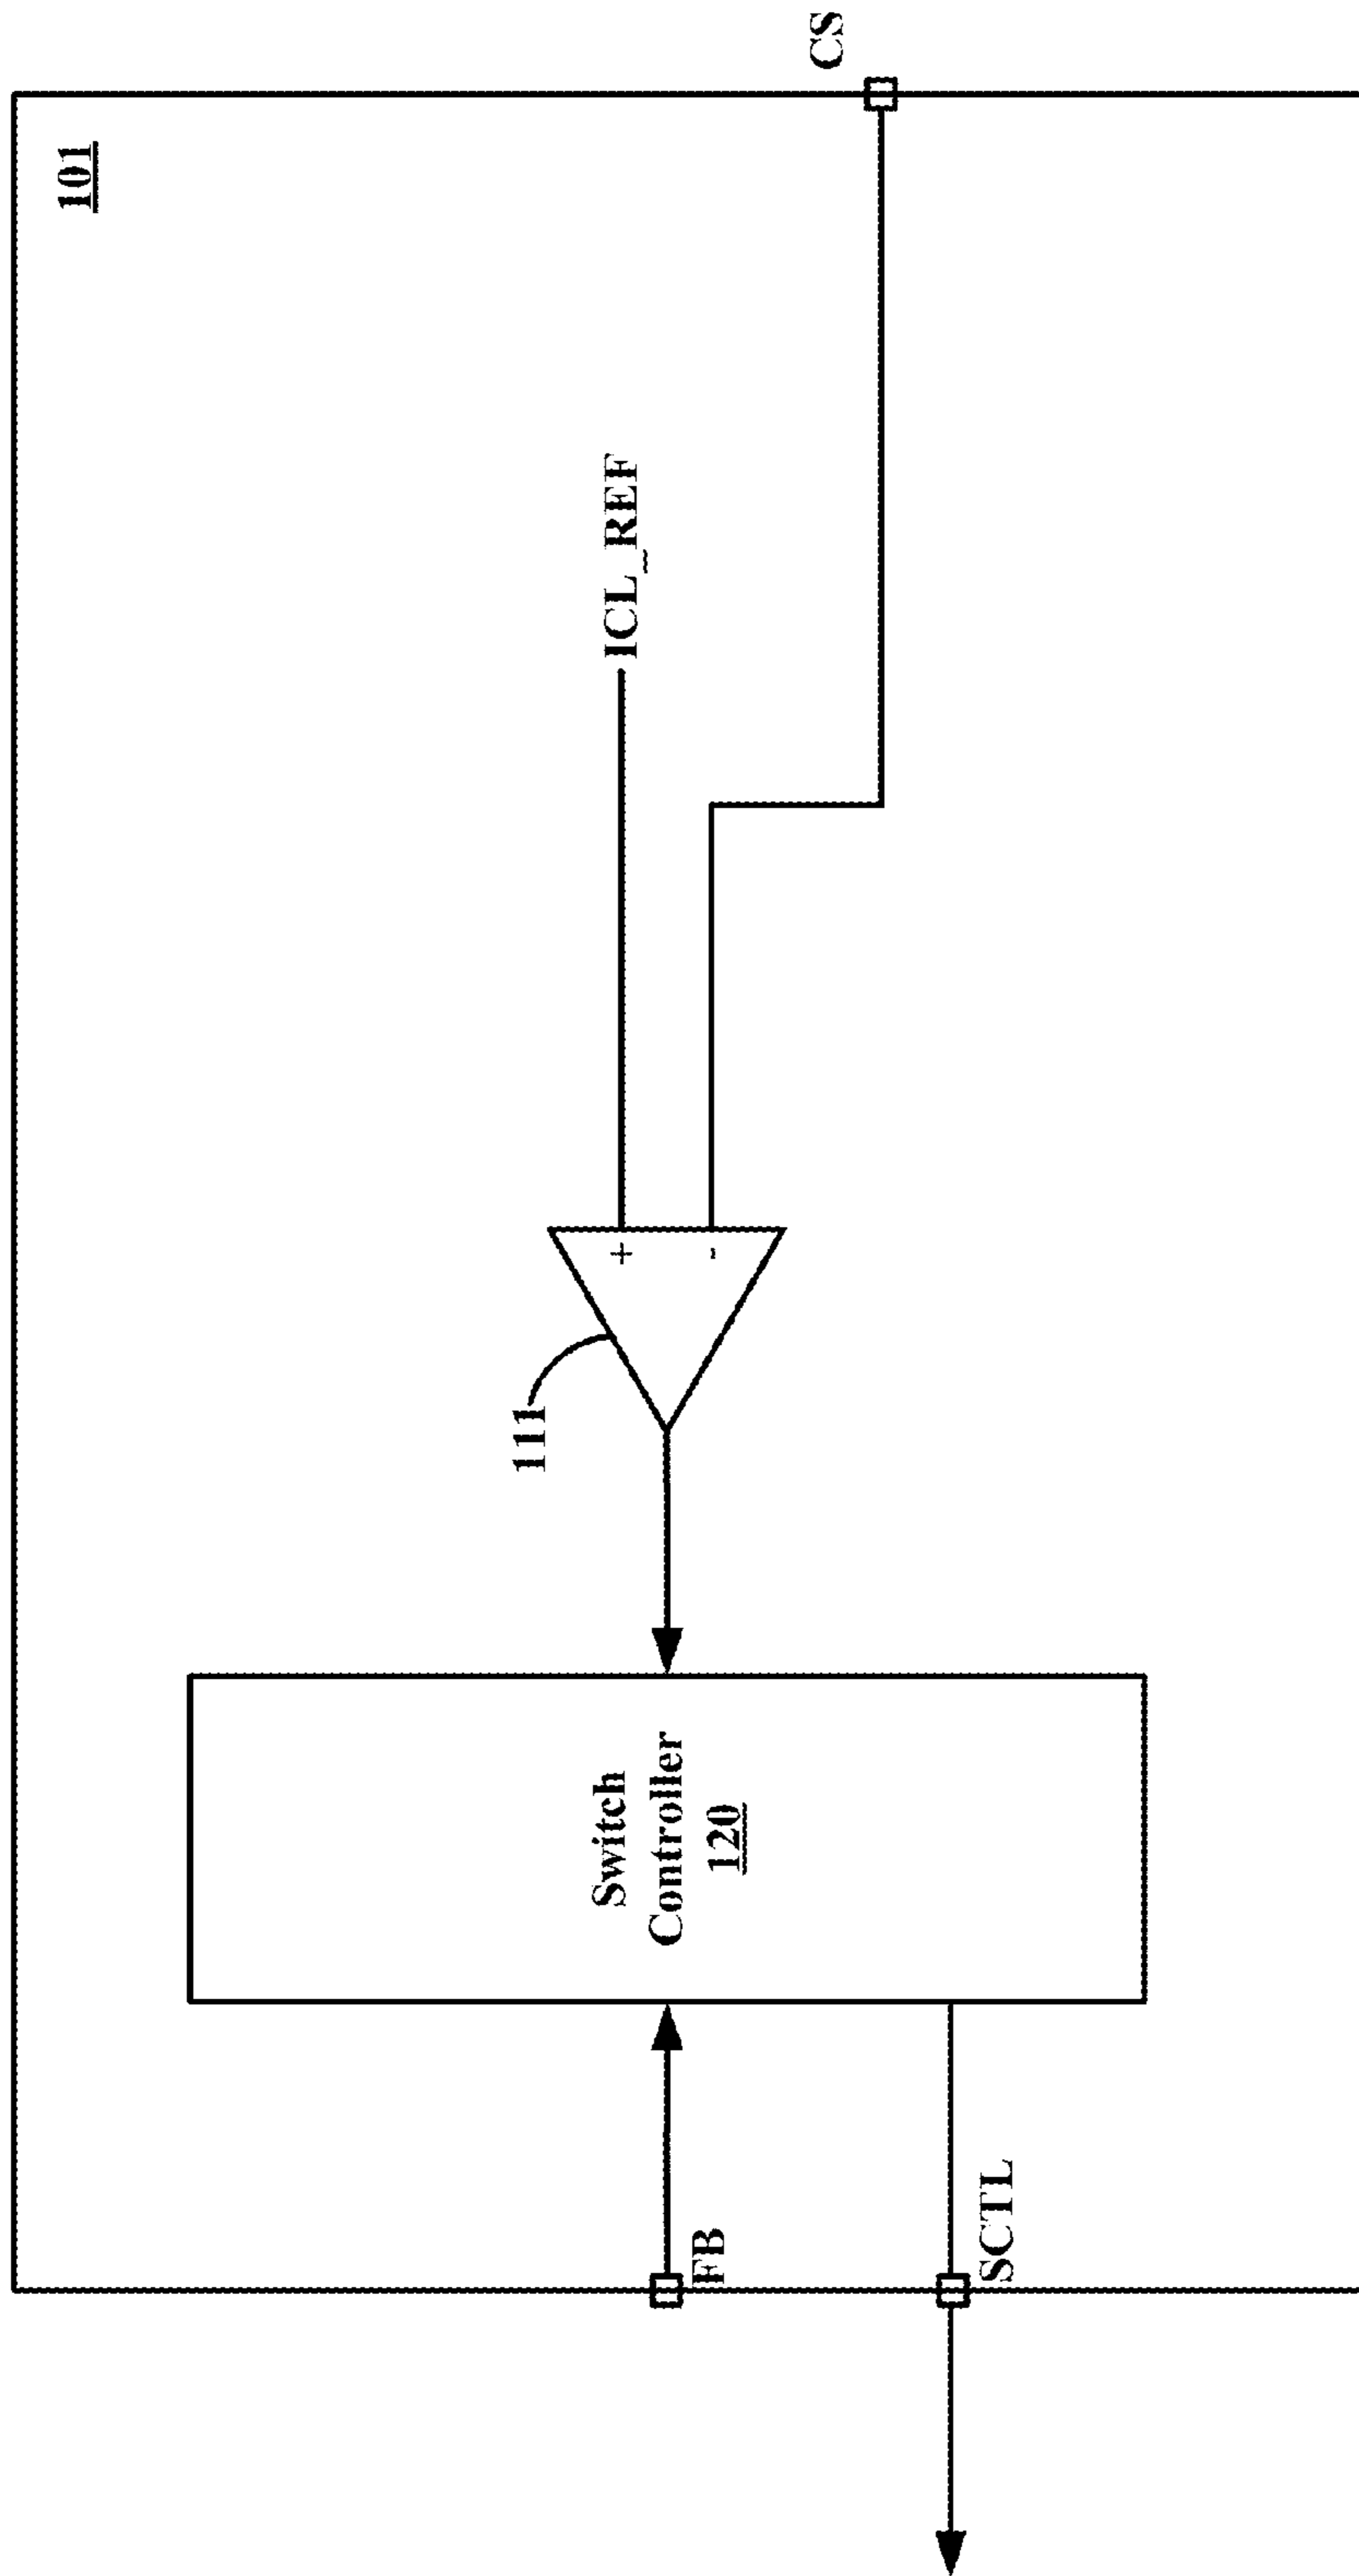 101
CS
ICL_REF
+
-
111
Switch
Controller
120
FB
SCTL